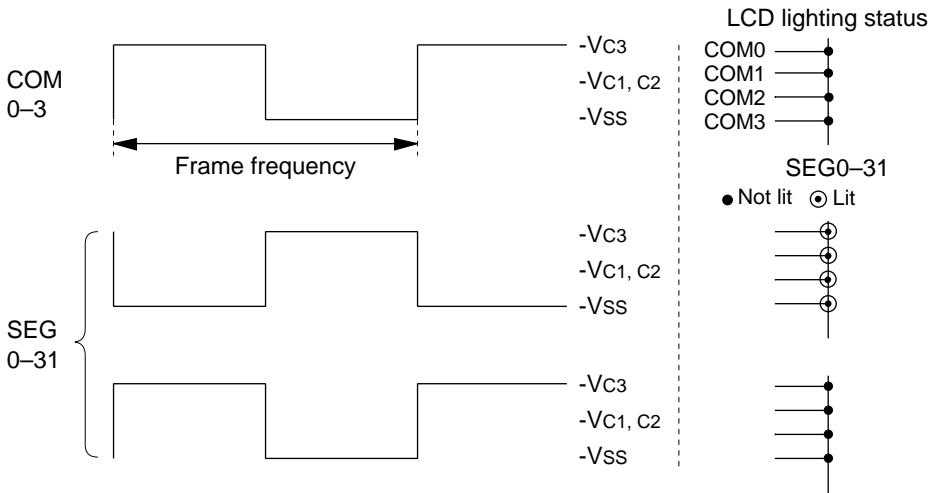 LCD lighting status
COM
0–3
-VC3
-VC1, C2
-VSS
Frame frequency
COM0
COM1
COM2
COM3
SEG0–31
Not lit
Lit
SEG
0–31
-VC3
-VC1, C2
-VSS
-VC3
-VC1, C2
-VSS